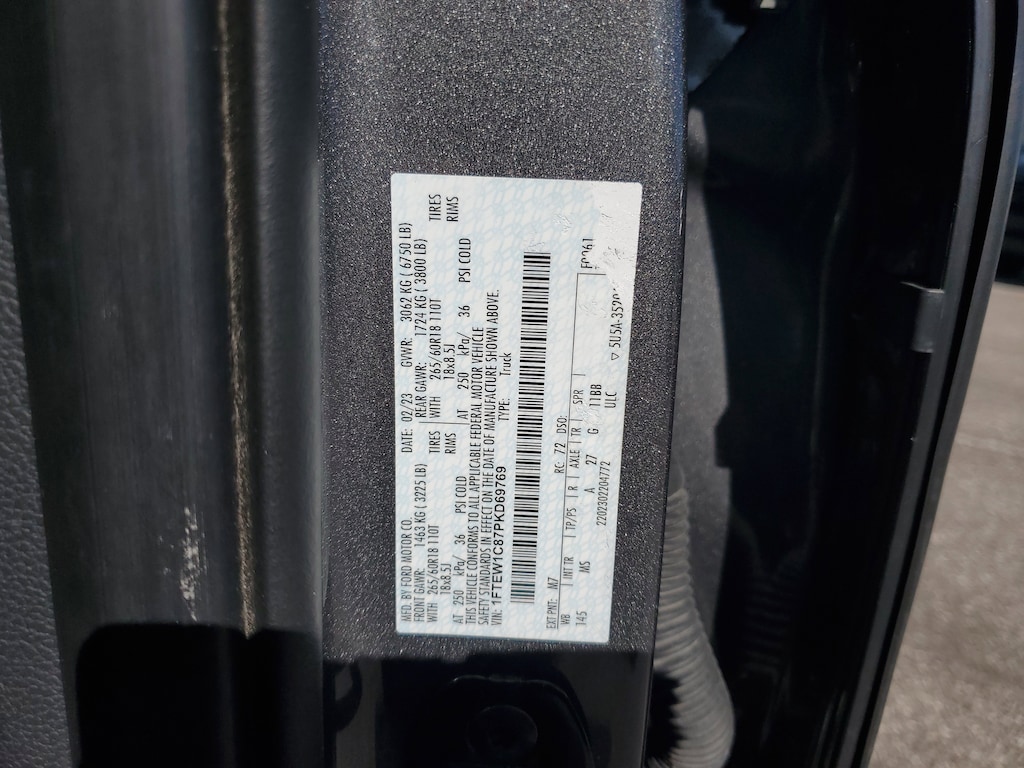 MFD. BY FORD MOTOR CO. DATE: 02/23 GVWR: 3062 KG ( 6750 LB)
FRONT GAWR: 1463 KG ( 3225 LB) REAR GAWR: 1724 KG ( 3800 LB)
WITH 265/60R18 110T TIRES WITH 265/60R18 110T TIRES
18x8.5J RIMS 18x8.5J RIMS
AT 250 kPa/ 36 PSI COLD AT 250 kPa/ 36 PSI COLD
THIS VEHICLE CONFORMS TO ALL APPLICABLE FEDERAL MOTOR VEHICLE
SAFETY STANDARDS IN EFFECT ON THE DATE OF MANUFACTURE SHOWN ABOVE.
VIN: 1FTEW1C87PKD69769 TYPE: Truck
EXT PNT: M7 RC: 72 DSO:
WB INT TR TP/PS R AXLE TR SPR
145 MS A 27 G 11BB
2202302204772 ULC